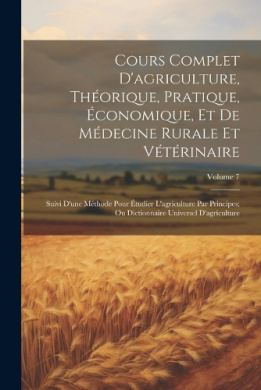 Cours Complet
D'agriculture,
Théorique, Pratique,
Économique, Et De
Médecine Rurale Et
Vétérinaire
Volume 7
Suivi D'une Méthode Pour Étudier L'agriculture Par Principes;
Ou Dictionnaire Universel D'agriculture